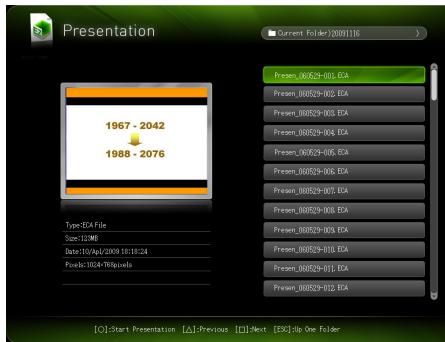 Presentation
Current Folder⟩20091116
Presen_060529-001.ECA
Presen_060529-002.ECA
Presen_060529-003.ECA
Presen_060529-004.ECA
Presen_060529-005.ECA
Presen_060529-006.ECA
Presen_060529-007.ECA
Presen_060529-008.ECA
Presen_060529-009.ECA
Presen_060529-010.ECA
Presen_060529-011.ECA
Presen_060529-012.ECA
1967 - 2042
1988 - 2076
Type:ECA File
Size:123MB
Date:10/Apl/2009 18:18:24
Pixels:1024×768pixels
[○]:Start Presentation [△]:Previous [□]:Next [ESC]:Up One Folder